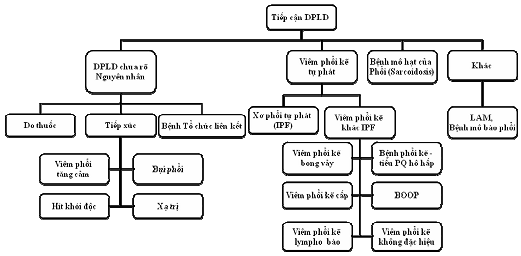 Tiếp cận DPLD
DPLD chưa rõ
Nguyên nhân
Viêm phổi kẽ
tự phát
Bệnh mô hạt của
Phổi (Sarcoidosis)
Khác
Do thuốc
Tiếp xúc
Bệnh Tổ chức liên kết
Xơ phổi tự phát
(IPF)
Viêm phổi kẽ
khác IPF
LAM,
Bệnh mô bào phổi
Viêm phổi
tăng cảm
Bụi phổi
Hít khói độc
Xạ trị
Viêm phổi kẽ
bong vảy
Bệnh phổi kẽ -
tiểu PQ hô hấp
Viêm phổi kẽ cấp
BOOP
Viêm phổi kẽ
lympho bào
Viêm phổi kẽ
không đặc hiệu